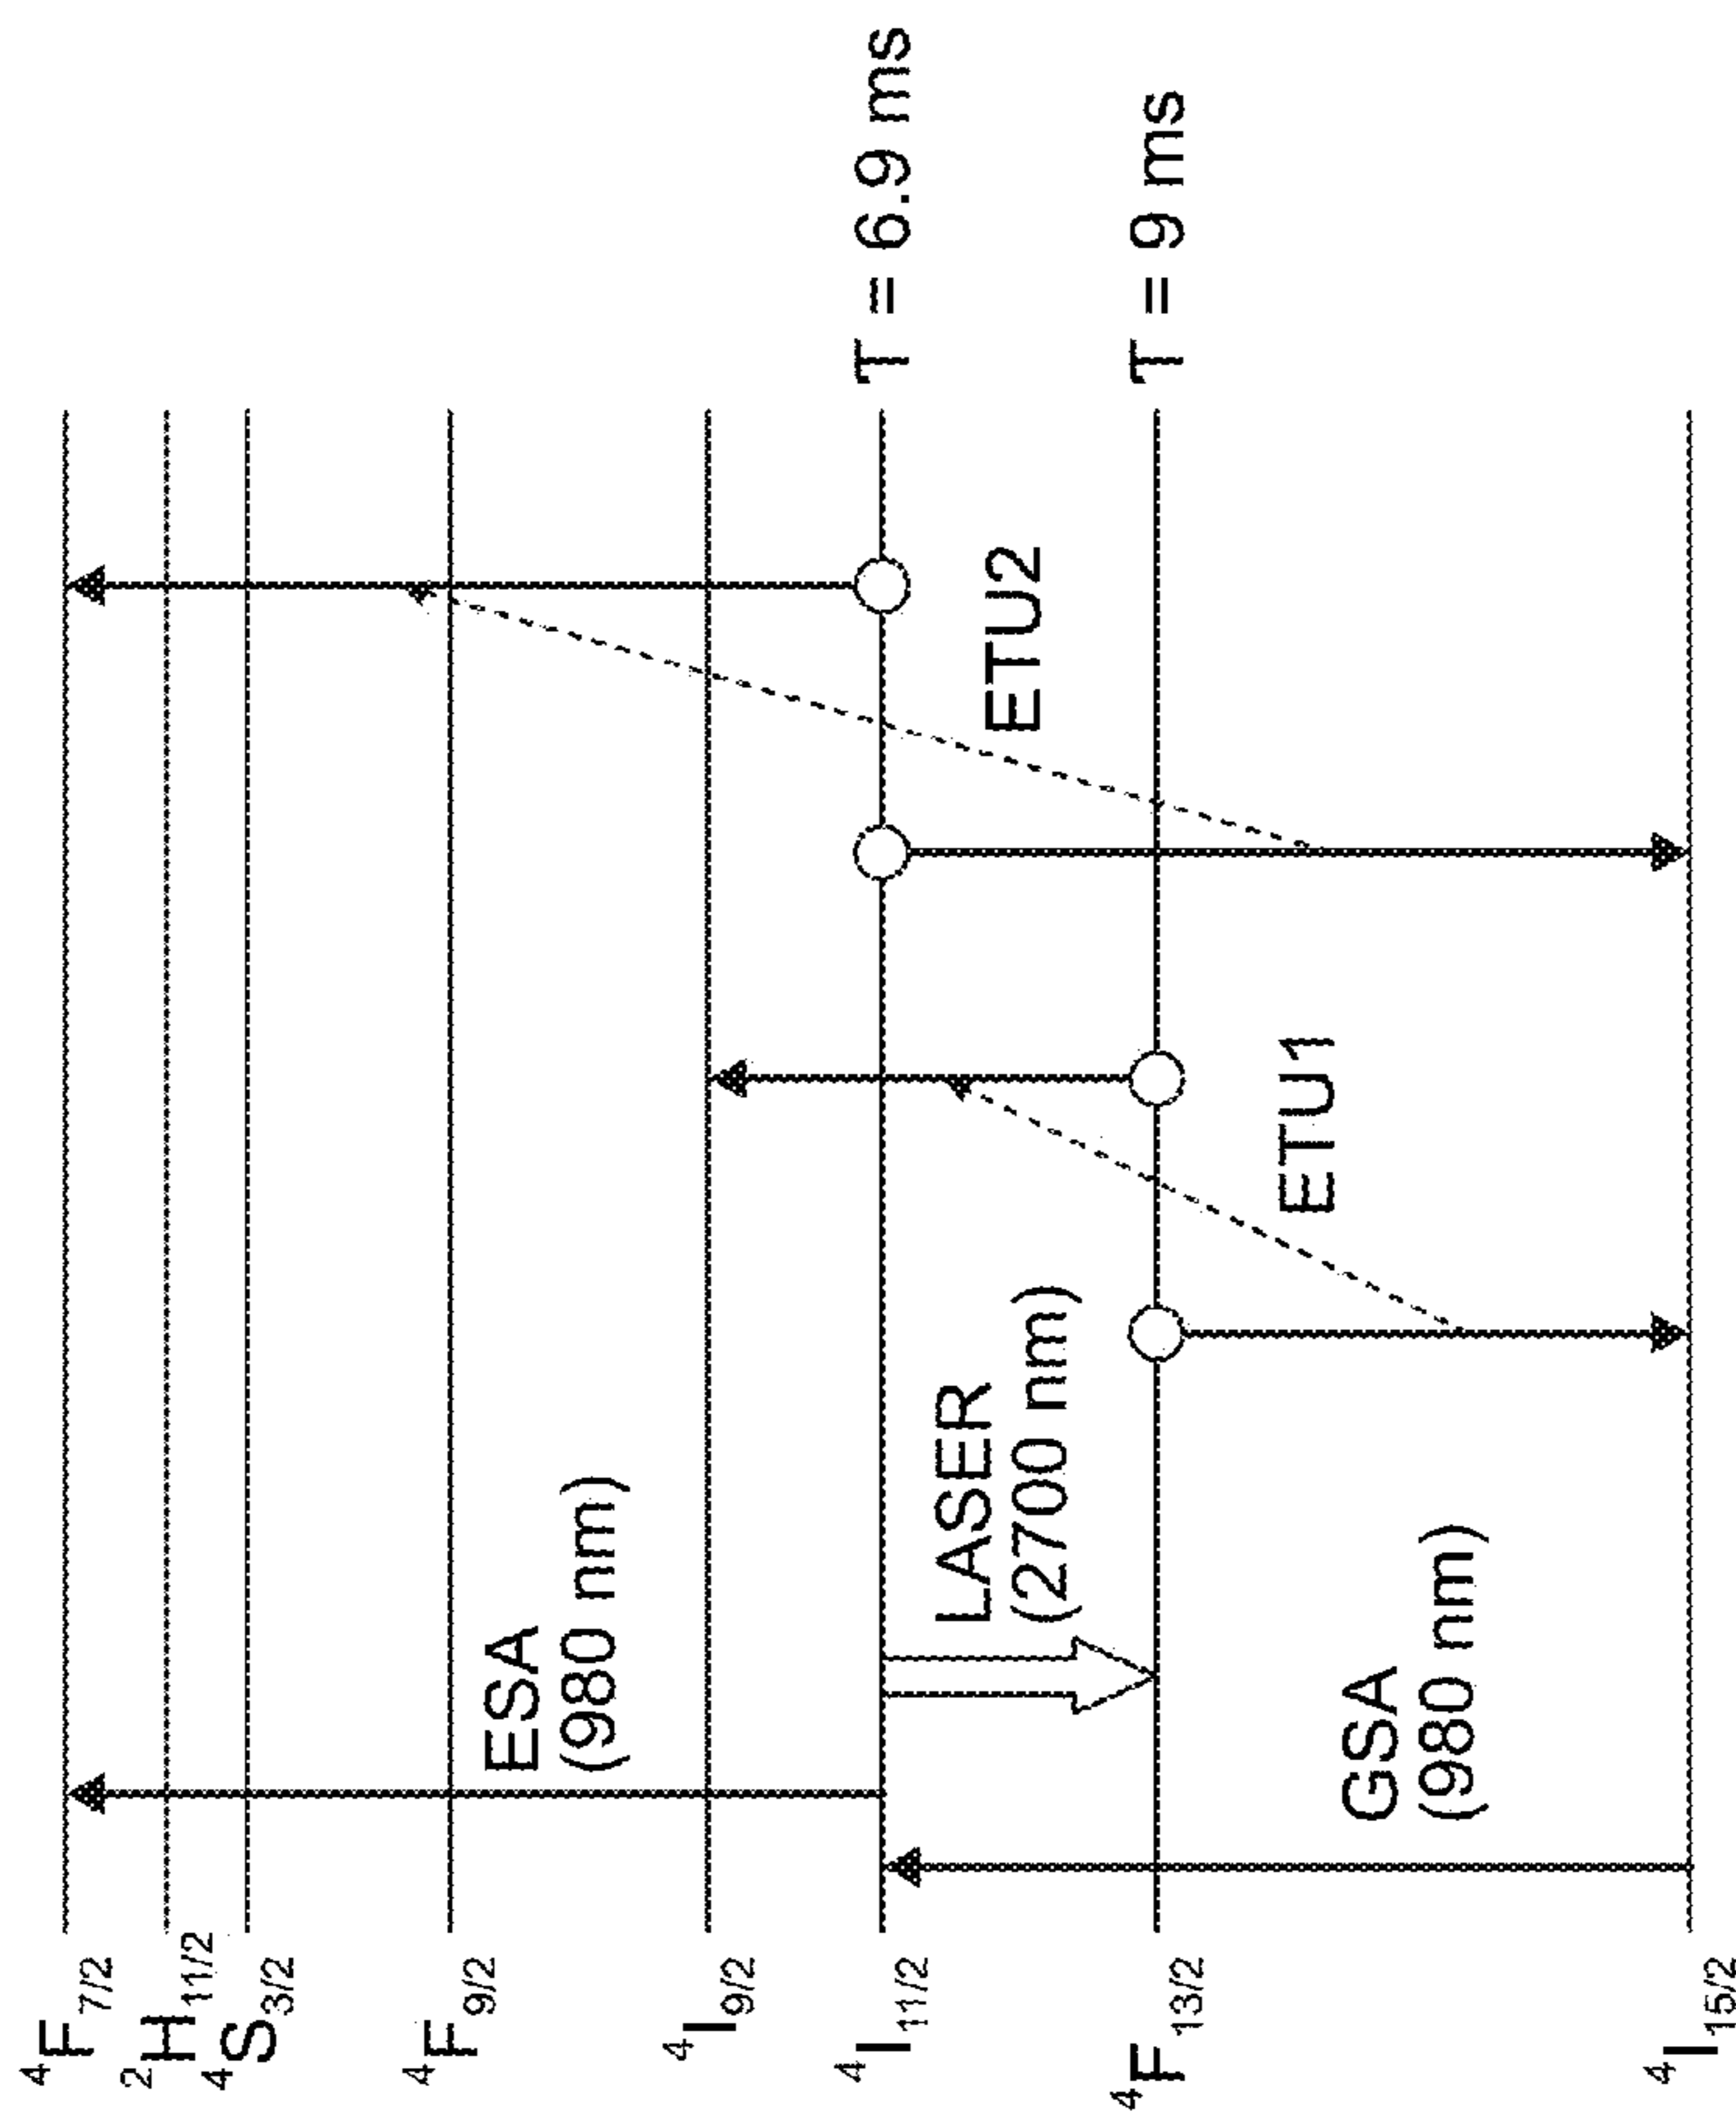 ⁴F₇/₂
²H₁₁/₂
⁴S₃/₂
⁴F₉/₂
⁴I₉/₂
⁴I₁₁/₂
⁴F₁₃/₂
⁴I₁₅/₂
ESA
(980 nm)
LASER
(2700 nm)
GSA
(980 nm)
ETU1
ETU2
T = 6.9 ms
T = 9 ms